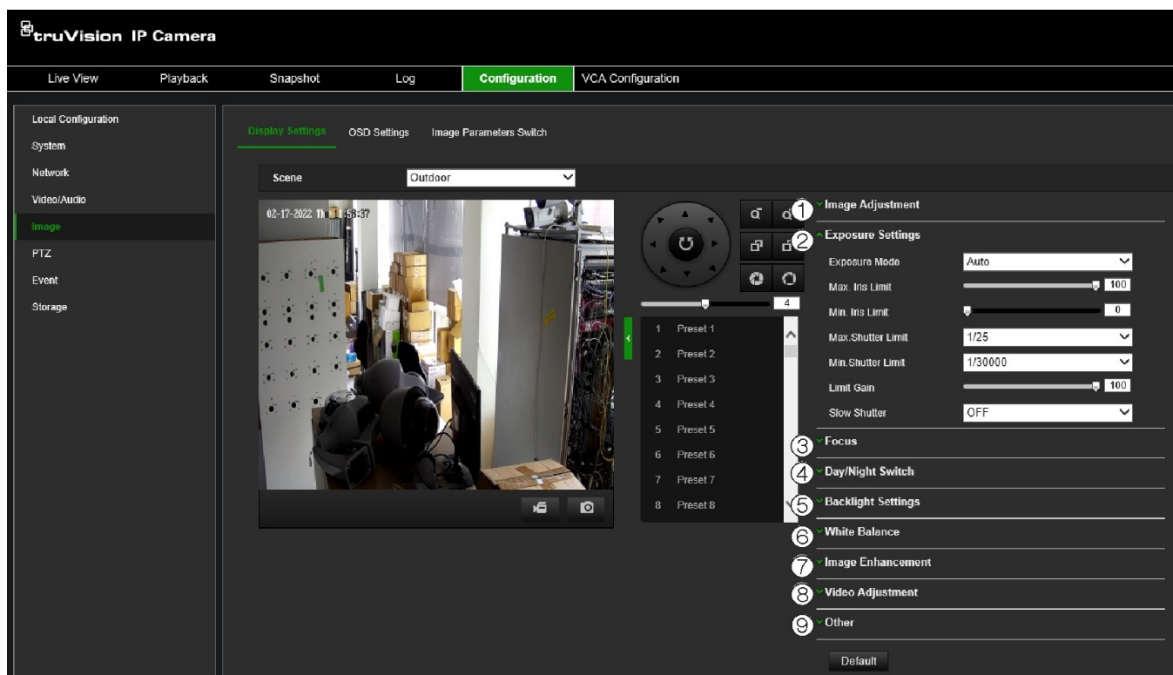 truVision IP Camera
Live View Playback Snapshot Log Configuration VCA Configuration
Local Configuration
System
Network
Video/Audio
Image
PTZ
Event
Storage
Display Settings OSD Settings Image Parameters Switch
Scene Outdoor
4
1 Preset 1
2 Preset 2
3 Preset 3
4 Preset 4
5 Preset 5
6 Preset 6
7 Preset 7
8 Preset 8
① Image Adjustment
② Exposure Settings
Exposure Mode Auto
Max. Iris Limit 100
Min. Iris Limit 0
Max.Shutter Limit 1/25
Min.Shutter Limit 1/30000
Limit Gain 100
Slow Shutter OFF
③ Focus
④ Day/Night Switch
⑤ Backlight Settings
⑥ White Balance
⑦ Image Enhancement
⑧ Video Adjustment
⑨ Other
Default